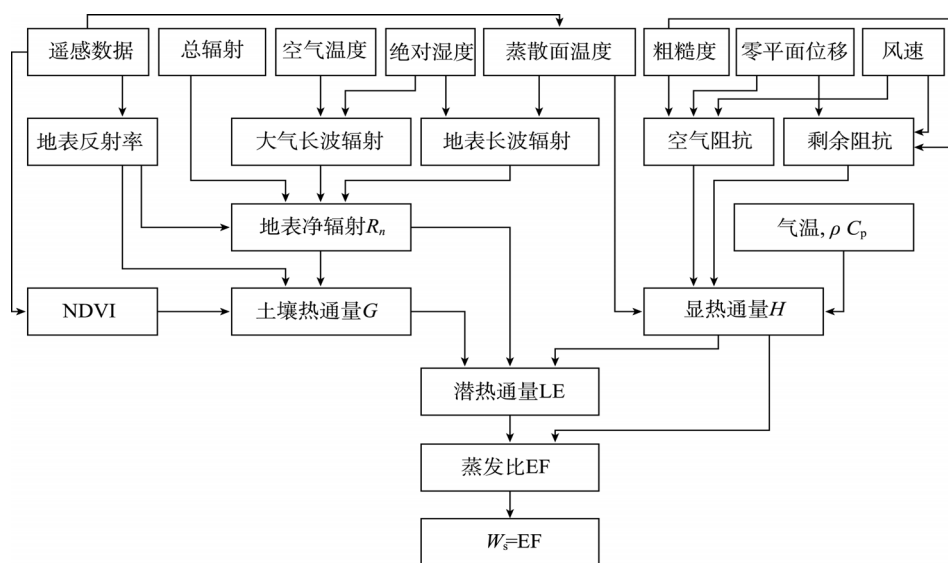 遥感数据
总辐射
空气温度
绝对湿度
蒸散面温度
粗糙度
零平面位移
风速
地表反射率
大气长波辐射
地表长波辐射
空气阻抗
剩余阻抗
地表净辐射Rn
气温, ρ Cp
NDVI
土壤热通量G
显热通量H
潜热通量LE
蒸发比EF
Ws=EF